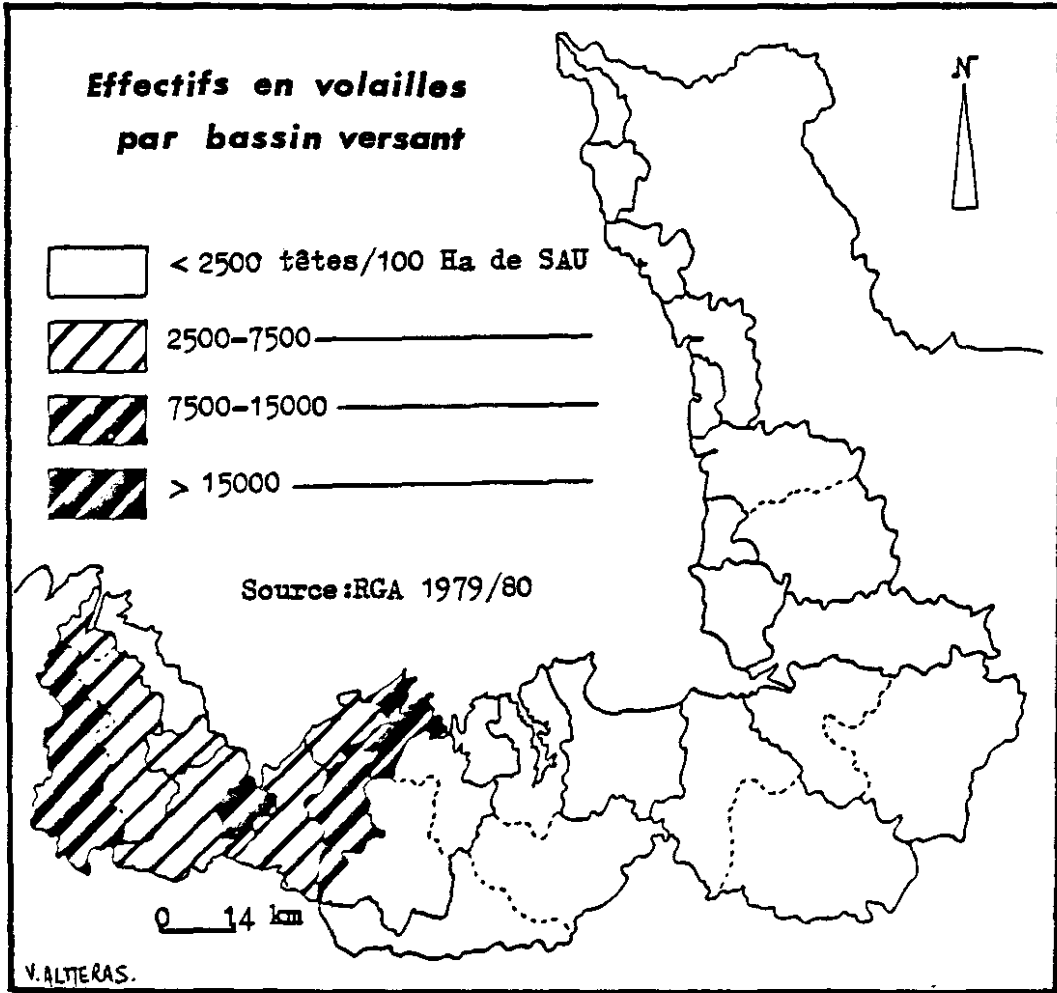 Effectifs en volailles
par bassin versant
N
< 2500 têtes/100 Ha de SAU
2500-7500
7500-15000
> 15000
Source:RGA 1979/80
0 14 km
V.ALTTERAS.